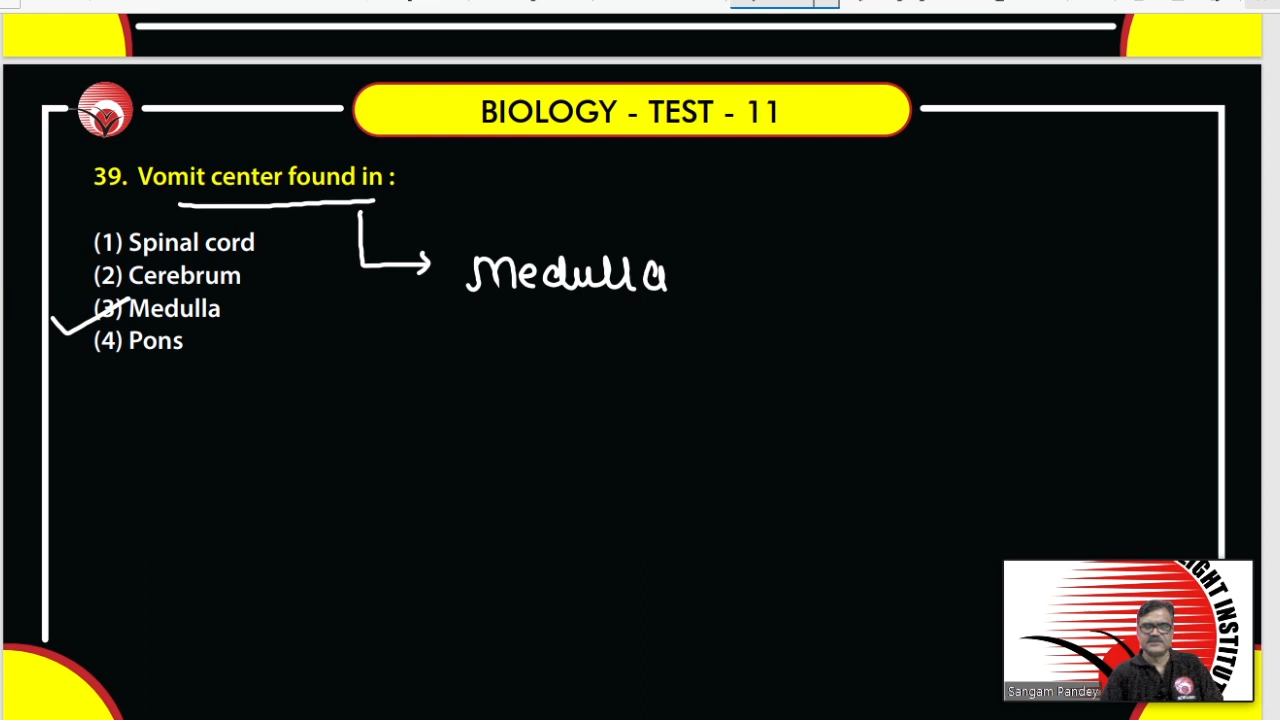 BIOLOGY - TEST - 11
39. Vomit center found in :
(1) Spinal cord
(2) Cerebrum
(3) Medulla
(4) Pons
Medulla
Sangam Pandey